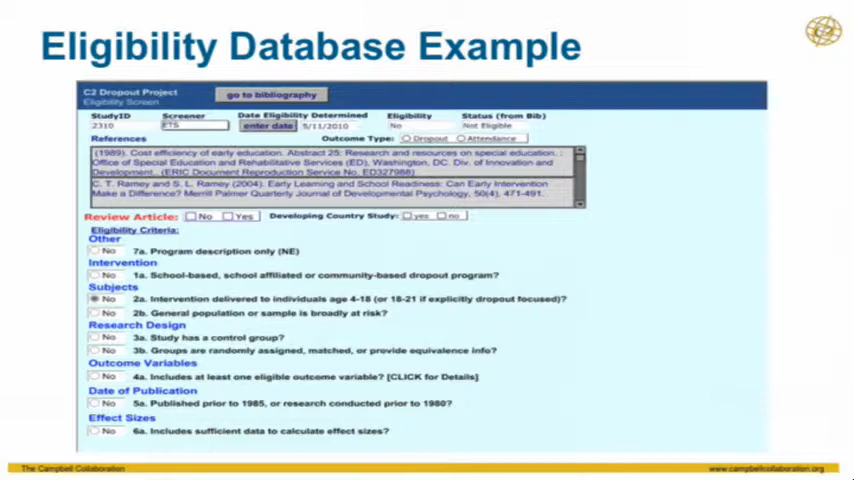 Eligibility Database Example
C2 Dropout Project
go to bibliography
Eligibility Screen
StudyID Screener Date Eligibility Determined Eligibility Status (from Bib)
2310 ETS enter date 5/11/2010 No Not Eligible
References Outcome Type: Dropout Attendance
(1989). Cost efficiency of early education. Abstract 25: Research and resources on special education. ;
Office of Special Education and Rehabilitative Services (ED), Washington, DC. Div. of Innovation and
Development.. (ERIC Document Reproduction Service No. ED327988)
C. T. Ramey and S. L. Ramey (2004). Early Learning and School Readiness: Can Early Intervention
Make a Difference? Merrill Palmer Quarterly Journal of Developmental Psychology, 50(4), 471-491.
Review Article: No Yes Developing Country Study: yes no
Eligibility Criteria:
Other
No 7a. Program description only (NE)
Intervention
No 1a. School-based, school affiliated or community-based dropout program?
Subjects
No 2a. Intervention delivered to individuals age 4-18 (or 18-21 if explicitly dropout focused)?
No 2b. General population or sample is broadly at risk?
Research Design
No 3a. Study has a control group?
No 3b. Groups are randomly assigned, matched, or provide equivalence info?
Outcome Variables
No 4a. Includes at least one eligible outcome variable? [CLICK for Details]
Date of Publication
No 5a. Published prior to 1985, or research conducted prior to 1980?
Effect Sizes
No 6a. Includes sufficient data to calculate effect sizes?
The Campbell Collaboration www.campbellcollaboration.org